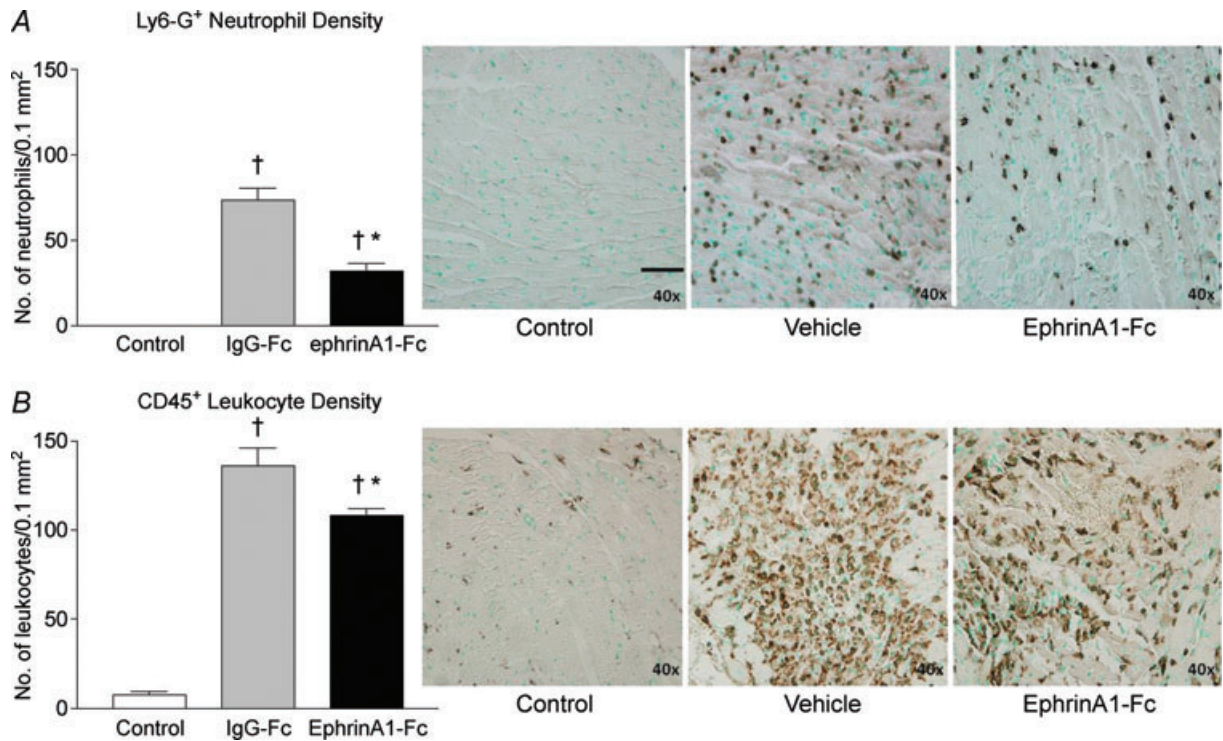 A
Ly6-G⁺ Neutrophil Density
No. of neutrophils/0.1 mm²
150
100
50
0
†
† *
Control IgG-Fc ephrinA1-Fc
40x 40x 40x
Control Vehicle EphrinA1-Fc
B
CD45⁺ Leukocyte Density
No. of leukocytes/0.1 mm²
150
100
50
0
†
† *
Control IgG-Fc EphrinA1-Fc
40x 40x 40x
Control Vehicle EphrinA1-Fc